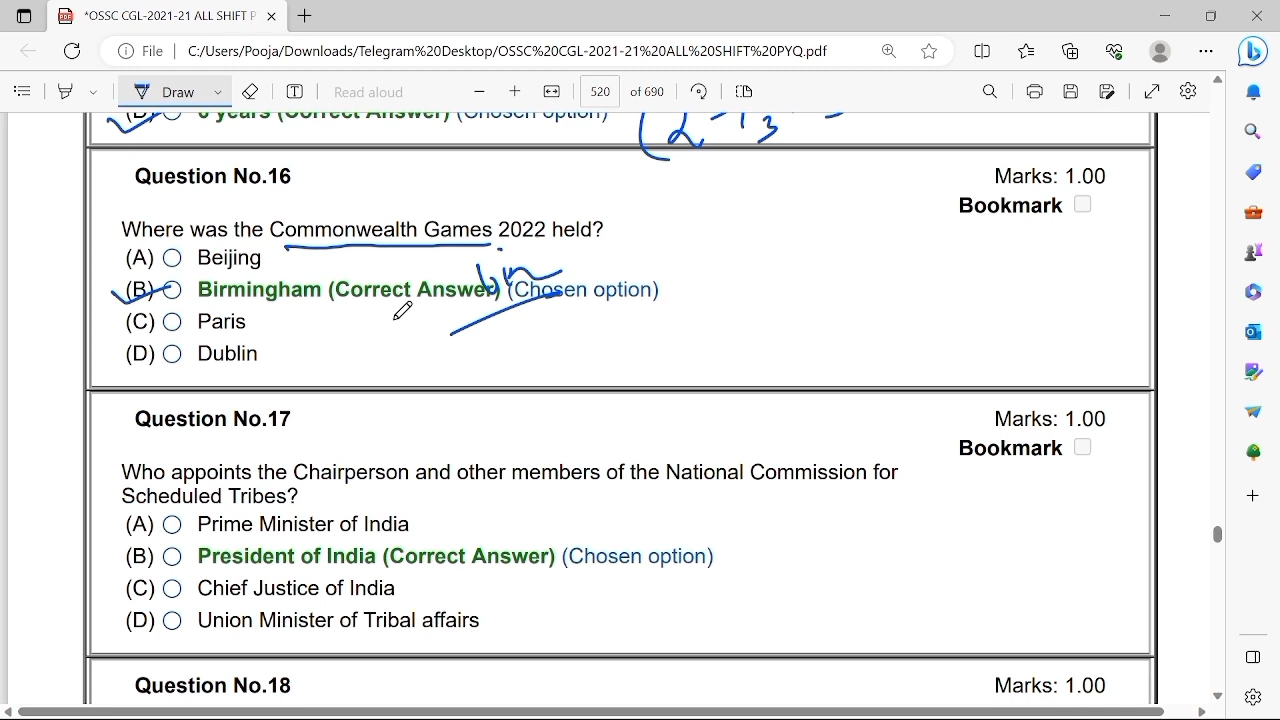 *OSSC CGL-2021-21 ALL SHIFT P
File C:/Users/Pooja/Downloads/Telegram%20Desktop/OSSC%20CGL-2021-21%20ALL%20SHIFT%20PYQ.pdf
Draw Read aloud 520 of 690
years (Correct Answer) (Chosen option)
Question No.16 Marks: 1.00
Bookmark
Where was the Commonwealth Games 2022 held?
(A) Beijing
(B) Birmingham (Correct Answer) (Chosen option)
(C) Paris
(D) Dublin
Question No.17 Marks: 1.00
Bookmark
Who appoints the Chairperson and other members of the National Commission for
Scheduled Tribes?
(A) Prime Minister of India
(B) President of India (Correct Answer) (Chosen option)
(C) Chief Justice of India
(D) Union Minister of Tribal affairs
Question No.18 Marks: 1.00